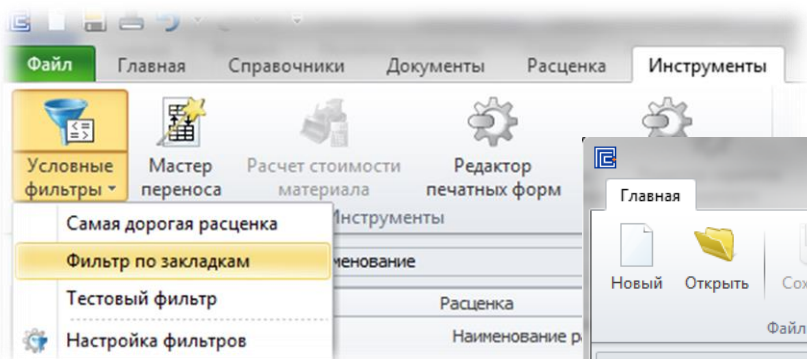 Файл Главная Справочники Документы Расценка Инструменты
Условные фильтры
Мастер переноса
Расчет стоимости материала
Редактор печатных форм
Инструменты
Самая дорогая расценка
Фильтр по закладкам
Тестовый фильтр
Настройка фильтров
менование
Расценка
Наименование р
Главная
Новый Открыть Сох
Файл